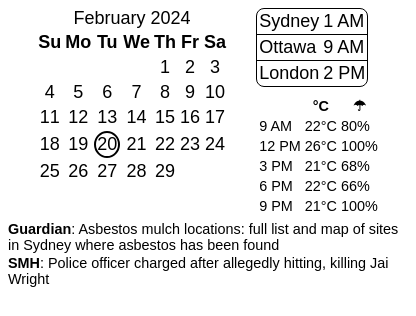 February 2024
Su Mo Tu We Th Fr Sa
1 2 3
4 5 6 7 8 9 10
11 12 13 14 15 16 17
18 19 20 21 22 23 24
25 26 27 28 29
Sydney 1 AM
Ottawa 9 AM
London 2 PM
°C ☂
9 AM 22°C 80%
12 PM 26°C 100%
3 PM 21°C 68%
6 PM 22°C 66%
9 PM 21°C 100%
Guardian: Asbestos mulch locations: full list and map of sites
in Sydney where asbestos has been found
SMH: Police officer charged after allegedly hitting, killing Jai
Wright